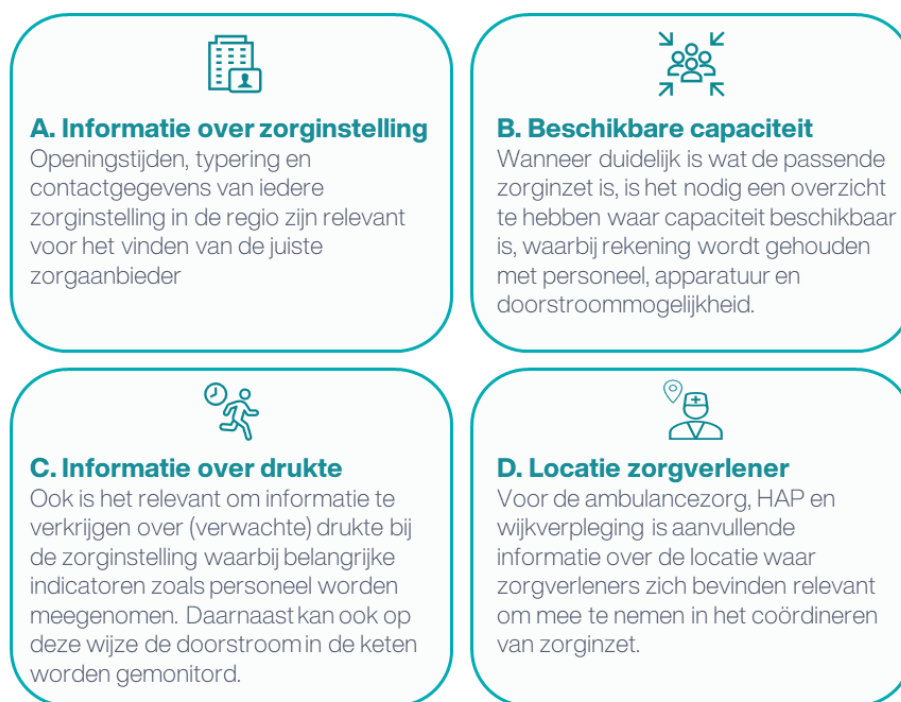 A. Informatie over zorginstelling
Openingstijden, typering en
contactgegevens van iedere
zorginstelling in de regio zijn relevant
voor het vinden van de juiste
zorgaanbieder
B. Beschikbare capaciteit
Wanneer duidelijk is wat de passende
zorginzet is, is het nodig een overzicht
te hebben waar capaciteit beschikbaar
is, waarbij rekening wordt gehouden
met personeel, apparatuur en
doorstroommogelijkheid.
C. Informatie over drukte
Ook is het relevant om informatie te
verkrijgen over (verwachte) drukte bij
de zorginstelling waarbij belangrijke
indicatoren zoals personeel worden
meegenomen. Daarnaast kan ook op
deze wijze de doorstroom in de keten
worden gemonitord.
D. Locatie zorgverlener
Voor de ambulancezorg, HAP en
wijkverpleging is aanvullende
informatie over de locatie waar
zorgverleners zich bevinden relevant
om mee te nemen in het coördineren
van zorginzet.